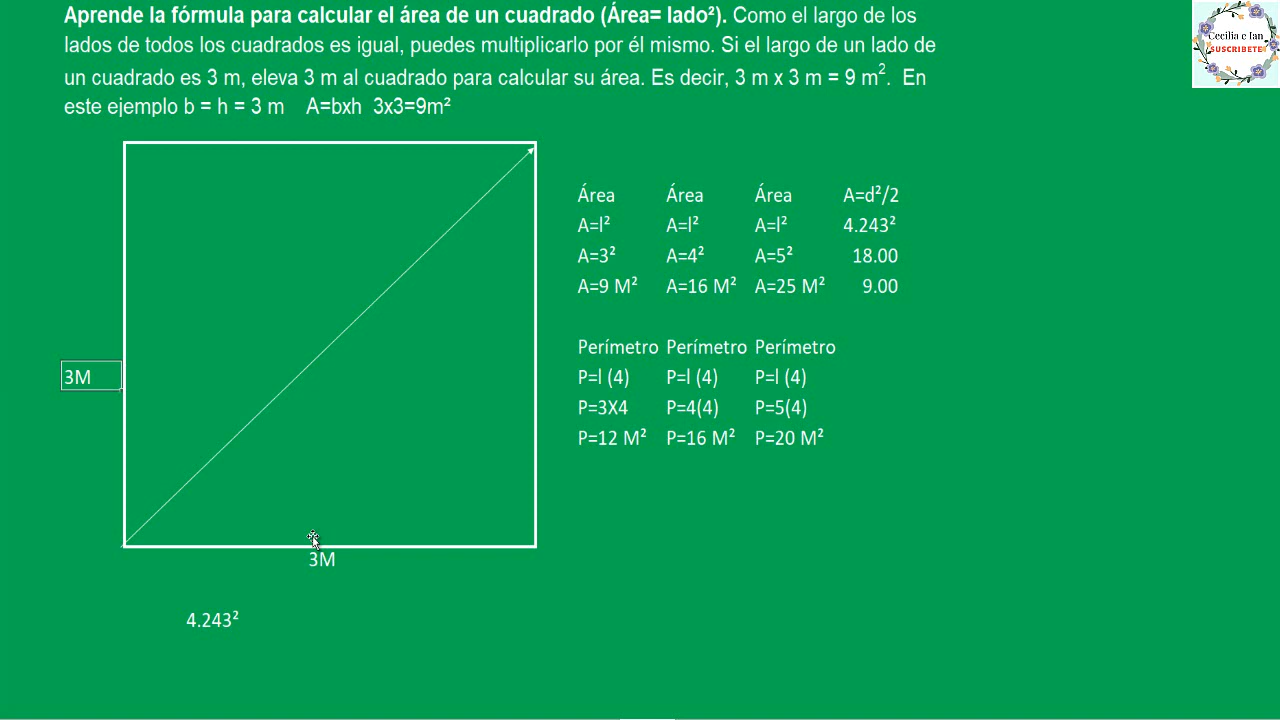 Aprende la fórmula para calcular el área de un cuadrado (Área= lado²). Como el largo de los
lados de todos los cuadrados es igual, puedes multiplicarlo por él mismo. Si el largo de un lado de
un cuadrado es 3 m, eleva 3 m al cuadrado para calcular su área. Es decir, 3 m x 3 m = 9 m². En
este ejemplo b = h = 3 m A=bxh 3x3=9m²
Cecilia e Ian
SUSCRIBETE
Área Área Área A=d²/2
A=l² A=l² A=l² 4.243²
A=3² A=4² A=5² 18.00
A=9 M² A=16 M² A=25 M² 9.00
Perímetro Perímetro Perímetro
P=l (4) P=l (4) P=l (4)
P=3X4 P=4(4) P=5(4)
P=12 M² P=16 M² P=20 M²
3M
3M
4.243²